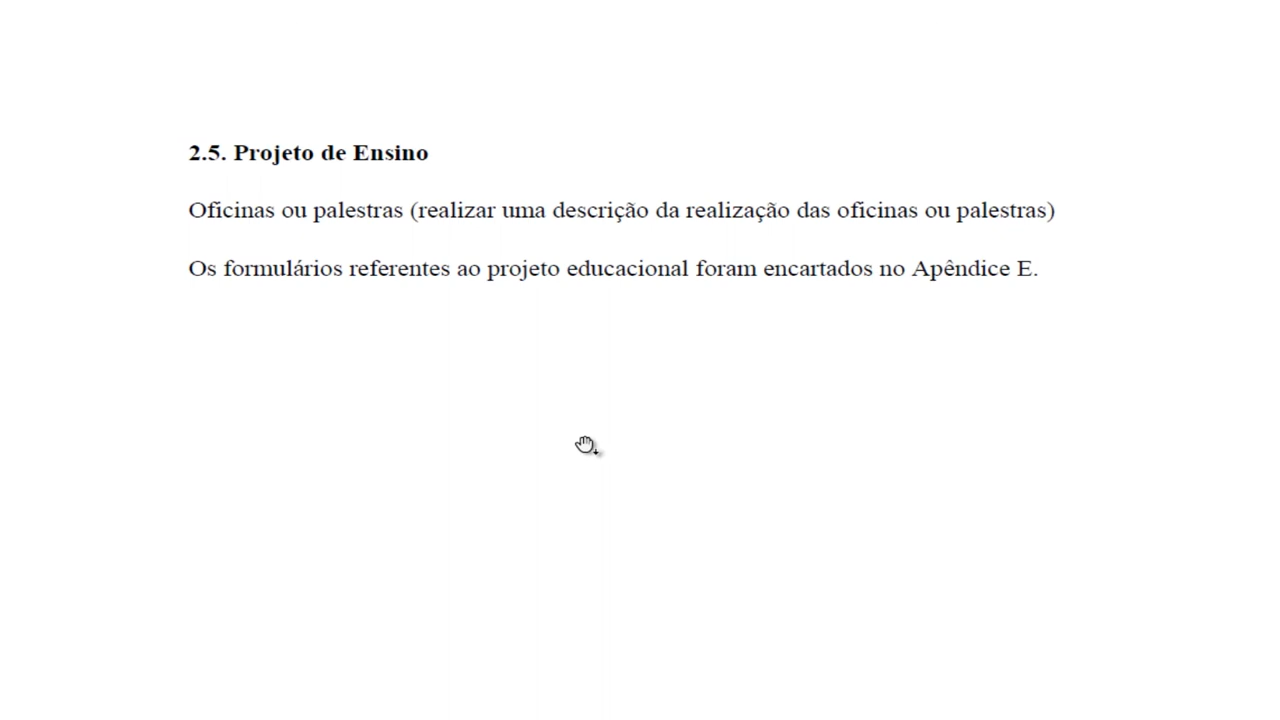 2.5. Projeto de Ensino
Oficinas ou palestras (realizar uma descrição da realização das oficinas ou palestras)
Os formulários referentes ao projeto educacional foram encartados no Apêndice E.